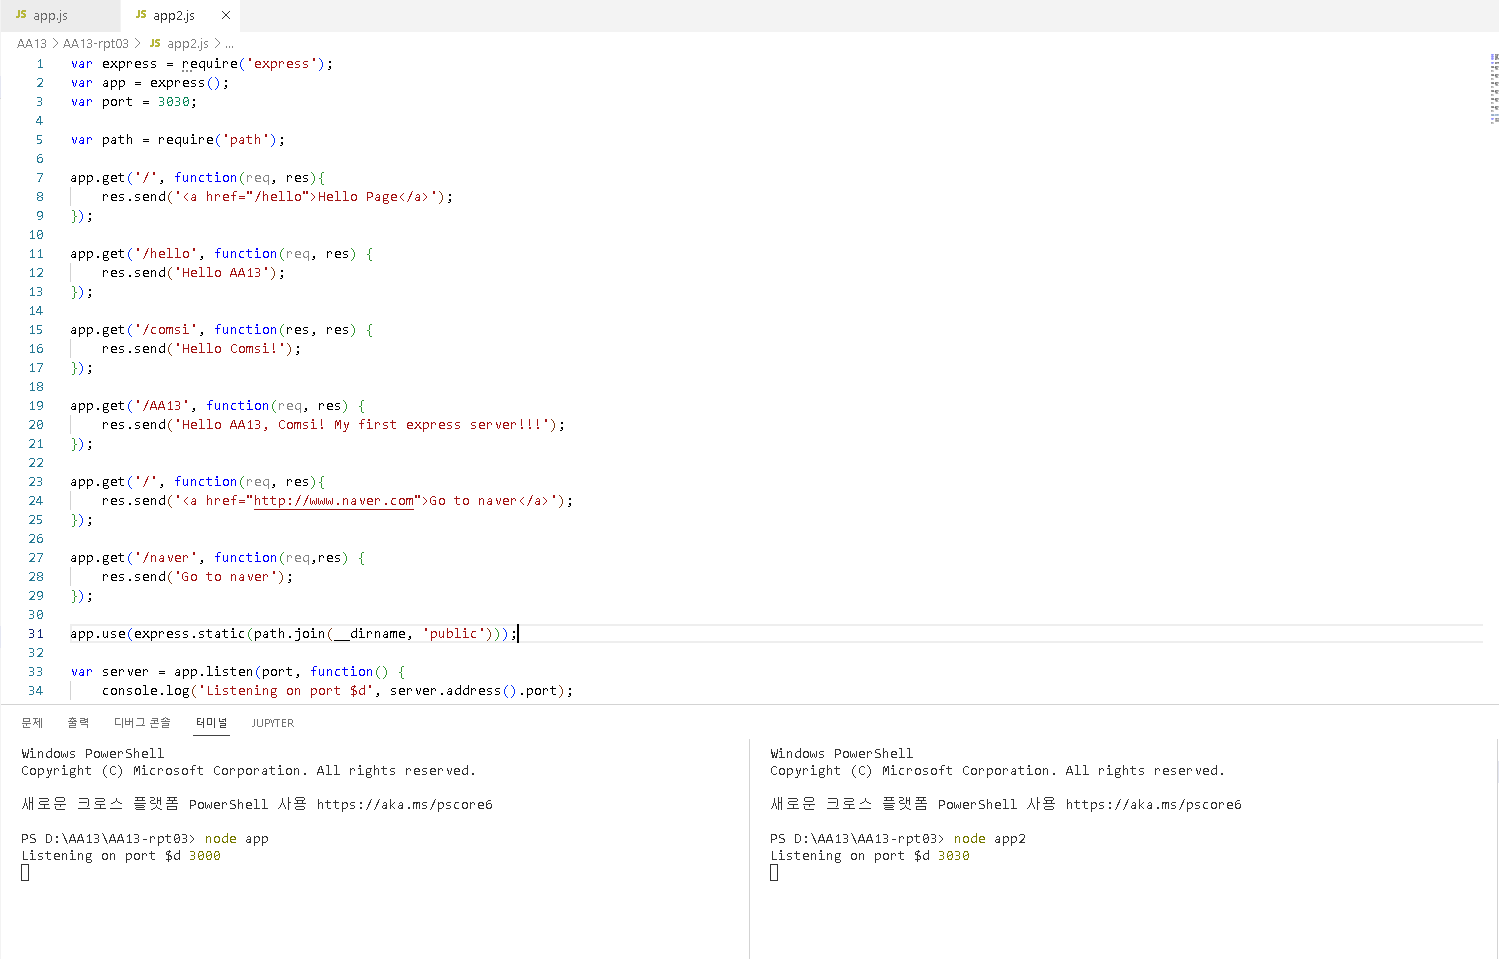 JS app.js
JS app2.js ×
AA13 > AA13-rpt03 > JS app2.js > ...
1 var express = require('express');
2 var app = express();
3 var port = 3030;
4
5 var path = require('path');
6
7 app.get('/', function(req, res){
8 res.send('<a href="/hello">Hello Page</a>');
9 });
10
11 app.get('/hello', function(req, res) {
12 res.send('Hello AA13');
13 });
14
15 app.get('/comsi', function(res, res) {
16 res.send('Hello Comsi!');
17 });
18
19 app.get('/AA13', function(req, res) {
20 res.send('Hello AA13, Comsi! My first express server!!!');
21 });
22
23 app.get('/', function(req, res){
24 res.send('<a href="http://www.naver.com">Go to naver</a>');
25 });
26
27 app.get('/naver', function(req,res) {
28 res.send('Go to naver');
29 });
30
31 app.use(express.static(path.join(__dirname, 'public')));
32
33 var server = app.listen(port, function() {
34 console.log('Listening on port $d', server.address().port);
문제 출력 디버그 콘솔 터미널 JUPYTER
Windows PowerShell
Copyright (C) Microsoft Corporation. All rights reserved.
새로운 크로스 플랫폼 PowerShell 사용 https://aka.ms/pscore6
PS D:\AA13\AA13-rpt03> node app
Listening on port $d 3000
Windows PowerShell
Copyright (C) Microsoft Corporation. All rights reserved.
새로운 크로스 플랫폼 PowerShell 사용 https://aka.ms/pscore6
PS D:\AA13\AA13-rpt03> node app2
Listening on port $d 3030